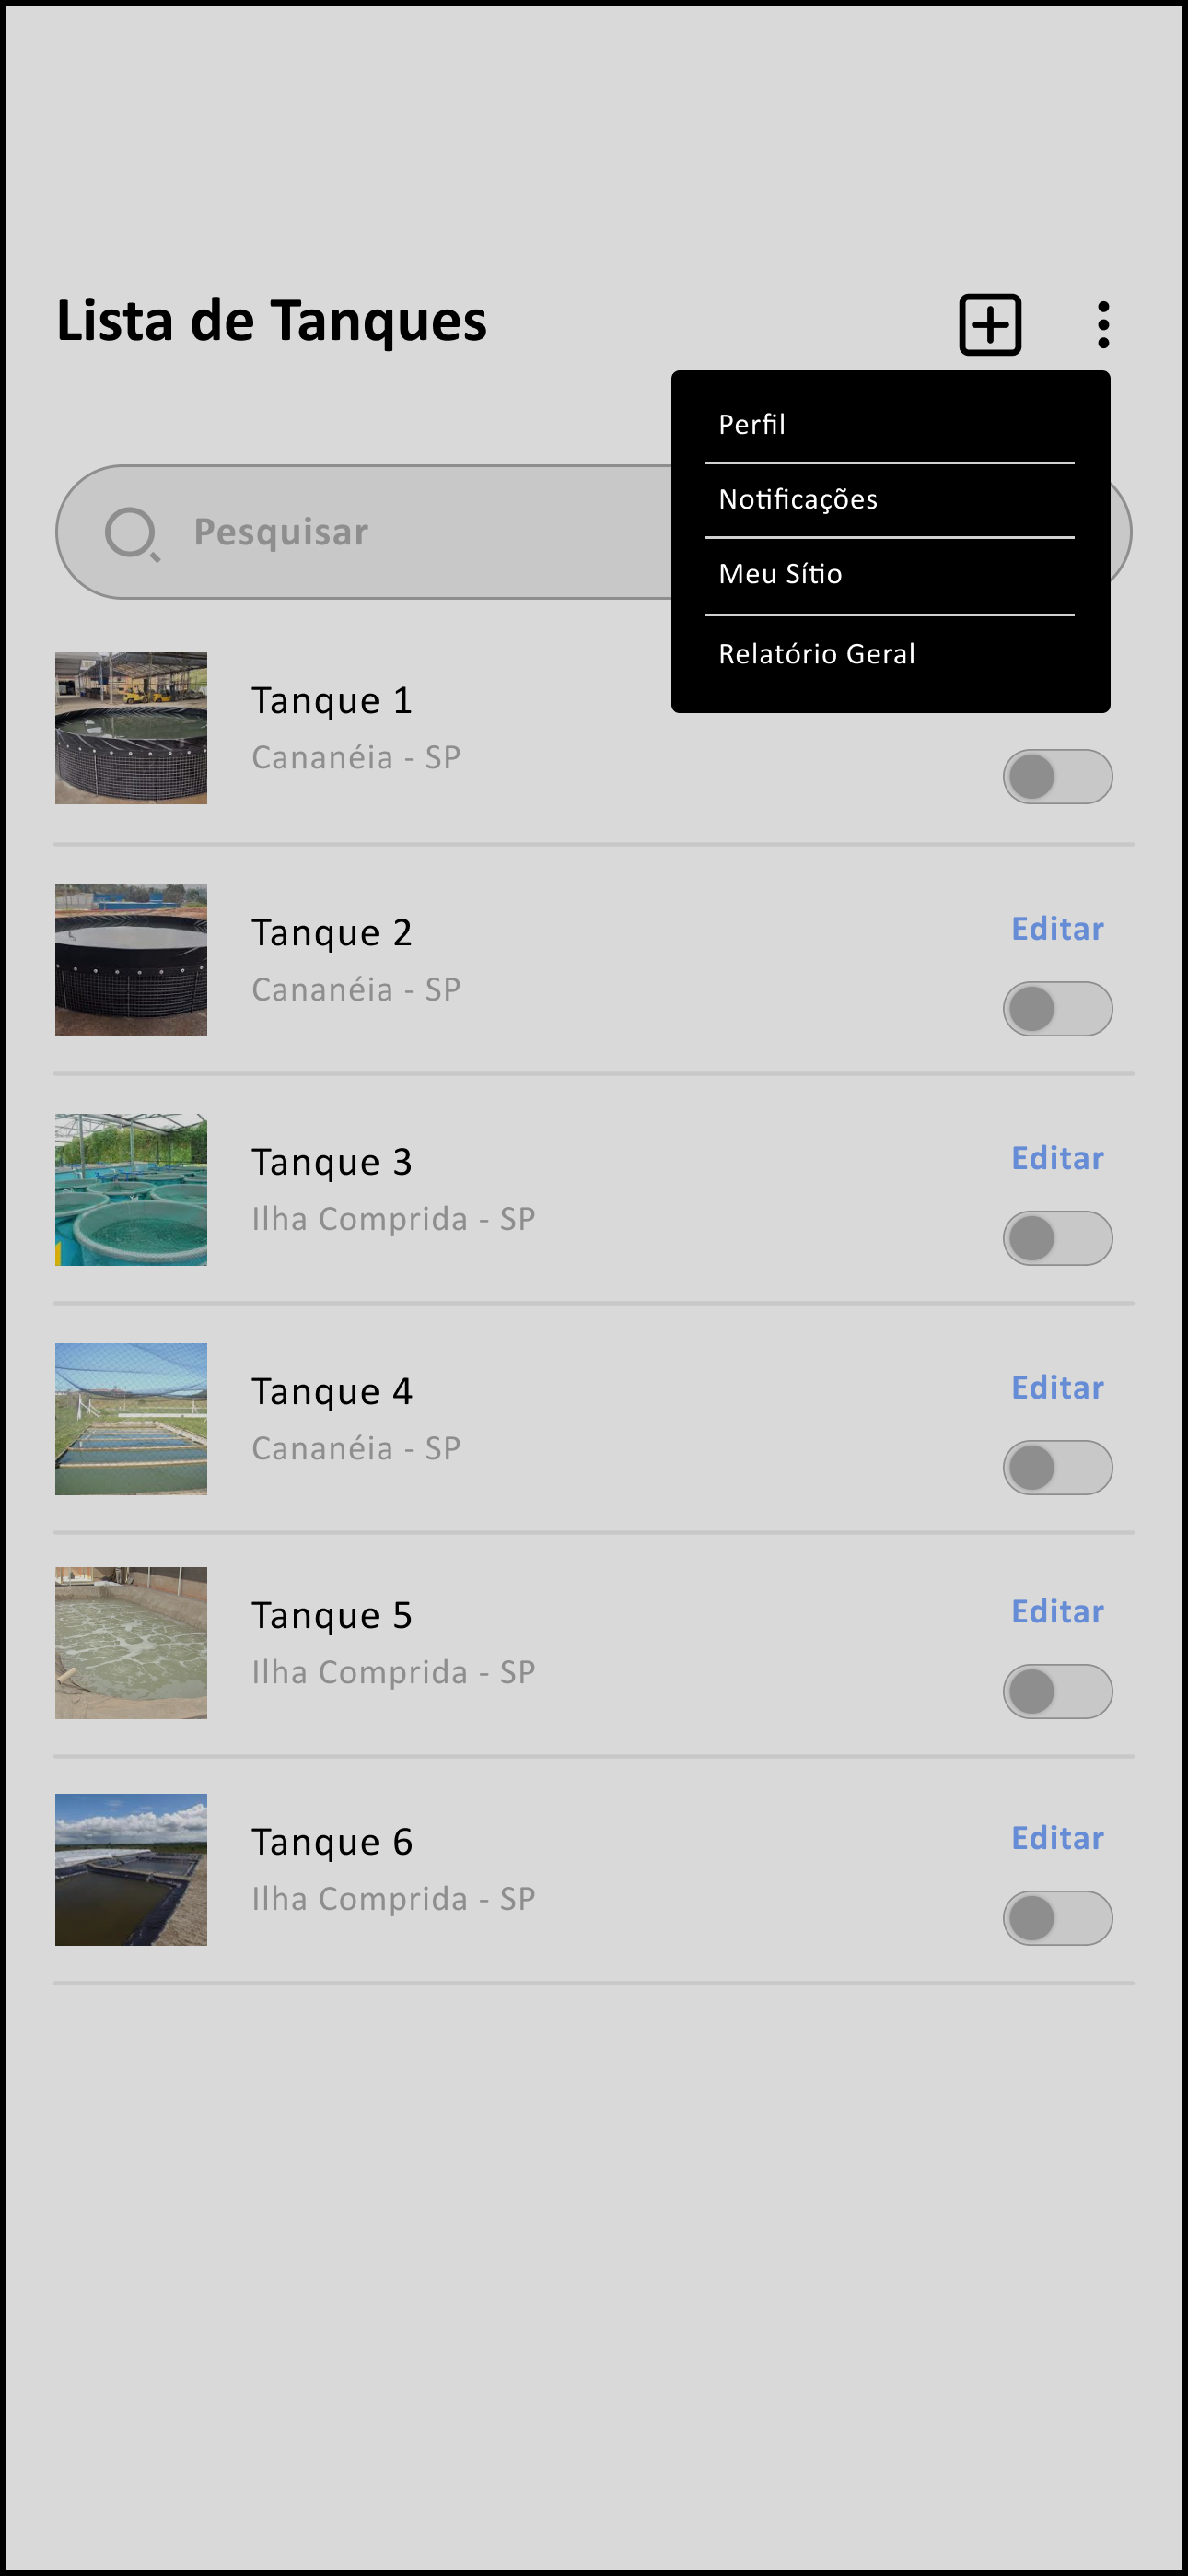 Lista de Tanques
Perfil
Notificações
Meu Sítio
Relatório Geral
Pesquisar
Tanque 1
Cananéia - SP
Tanque 2
Cananéia - SP
Editar
Tanque 3
Ilha Comprida - SP
Editar
Tanque 4
Cananéia - SP
Editar
Tanque 5
Ilha Comprida - SP
Editar
Tanque 6
Ilha Comprida - SP
Editar